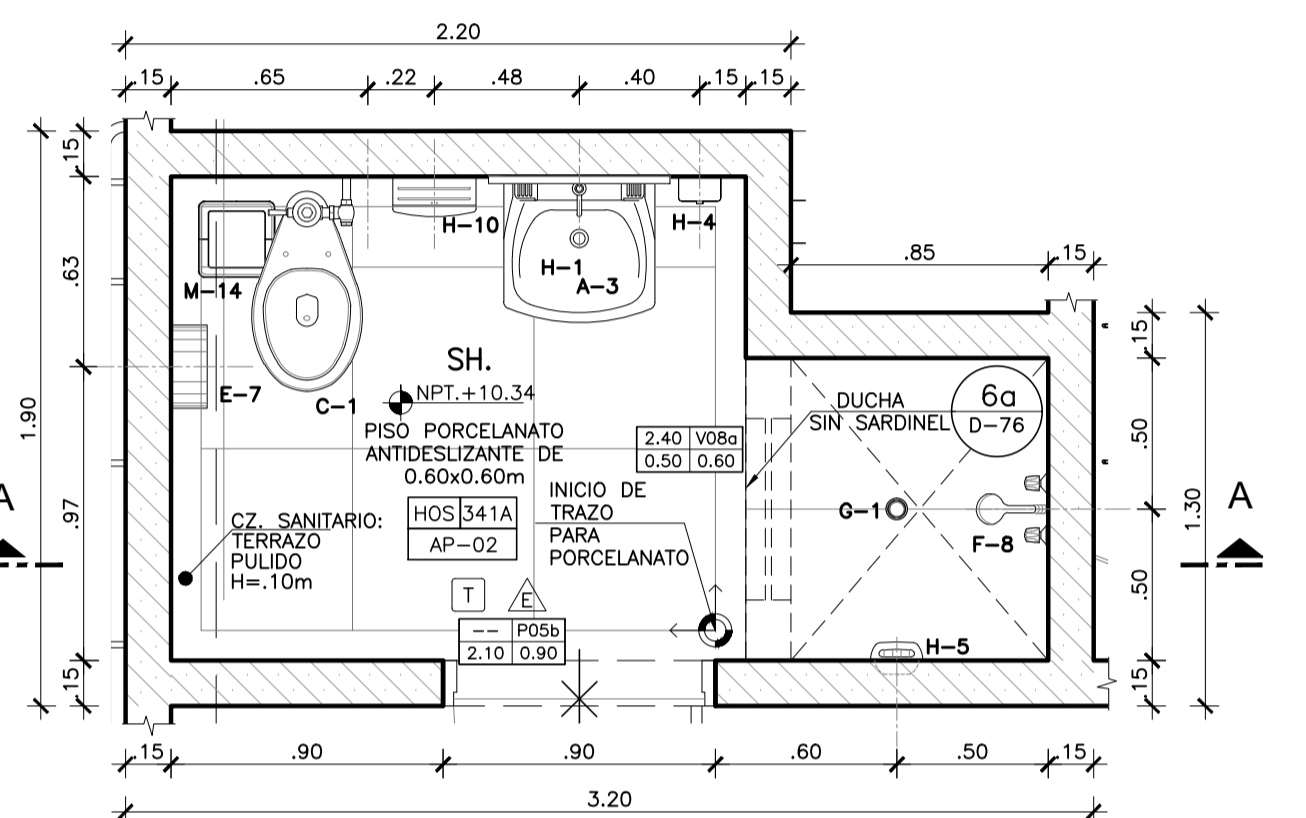 2.20
.15 .65 .22 .48 .40 .15 .15
.15
.63
1.90
.97
.15
H-10
H-4
H-1
A-3
M-14
E-7
C-1
SH.
NPT.+10.34
PISO PORCELANATO
ANTIDESLIZANTE DE
0.60x0.60m
HOS 341A
AP-02
CZ. SANITARIO:
TERRAZO
PULIDO
H=.10m
INICIO DE
TRAZO
PARA
PORCELANATO
2.40 V08a
0.50 0.60
T
E
-- P05b
2.10 0.90
DUCHA
SIN SARDINEL
6a
D-76
G-1
F-8
H-5
.85 .15
.15
.50
1.30
.50
.15
A
A
.15 .90 .90 .60 .50 .15
3.20